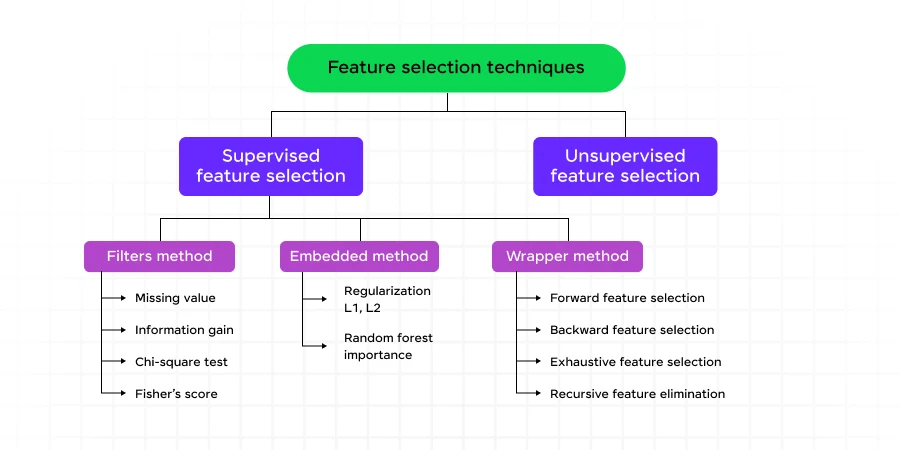 Feature selection techniques
Supervised
feature selection
Unsupervised
feature selection
Filters method
Missing value
Information gain
Chi-square test
Fisher’s score
Embedded method
Regularization
L1, L2
Random forest
importance
Wrapper method
Forward feature selection
Backward feature selection
Exhaustive feature selection
Recursive feature elimination